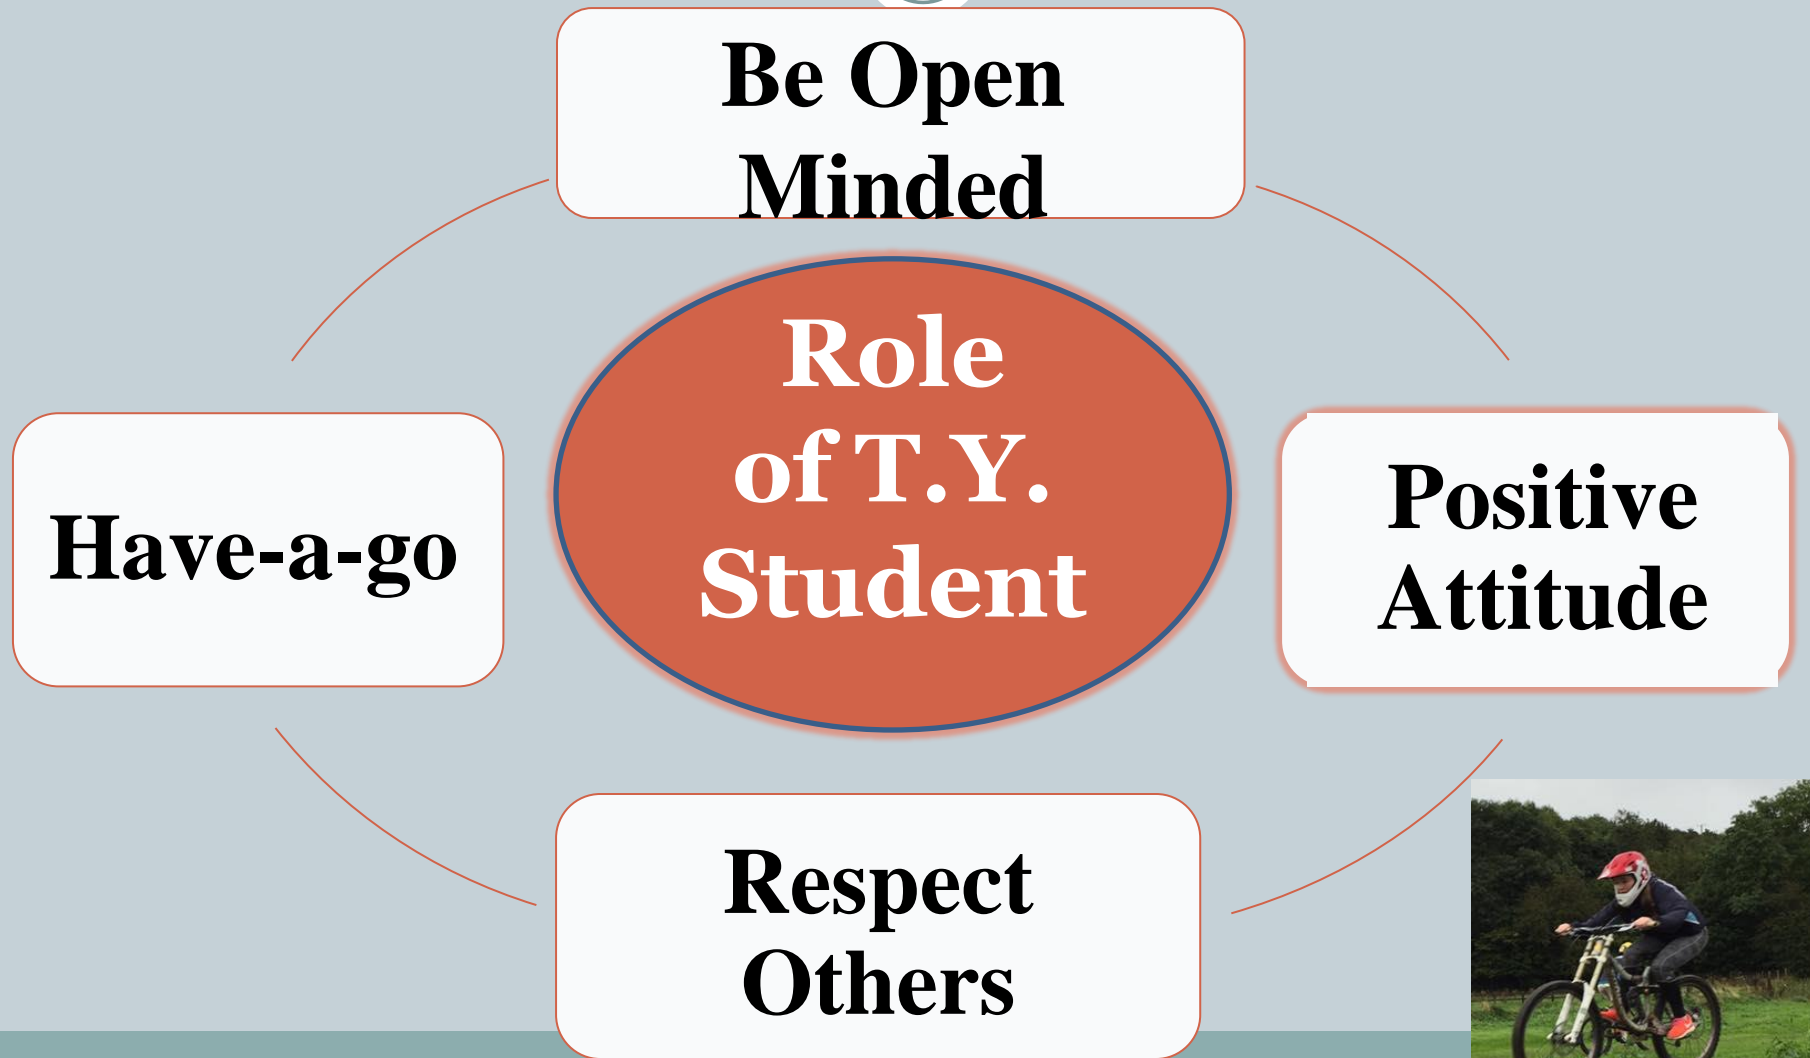 Be Open
Minded
Role
of T.Y.
Student
Have-a-go
Positive
Attitude
Respect
Others